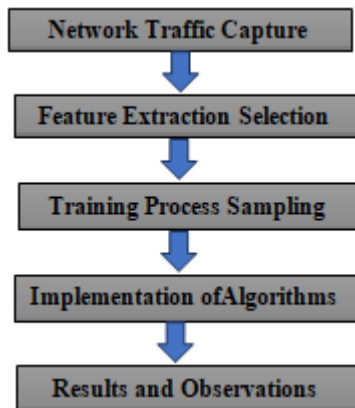 Network Traffic Capture
Feature Extraction Selection
Training Process Sampling
Implementation ofAlgorithms
Results and Observations